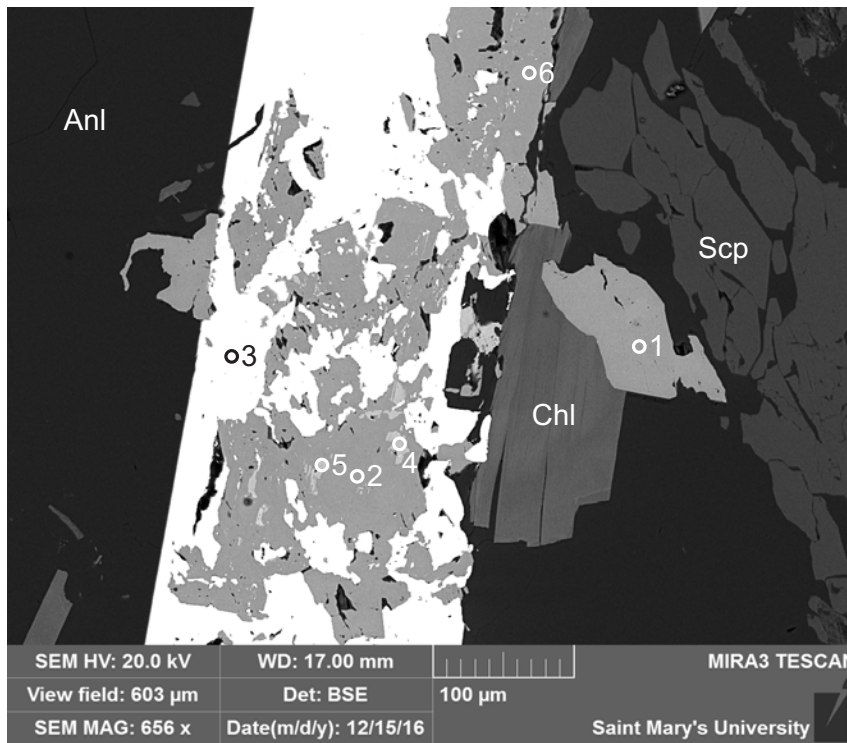 6
Anl
Scp
3
1
Chl
4
5
2
SEM HV: 20.0 kV
WD: 17.00 mm
MIRA3 TESCAN
View field: 603 µm
Det: BSE
100 µm
SEM MAG: 656 x
Date(m/d/y): 12/15/16
Saint Mary's University